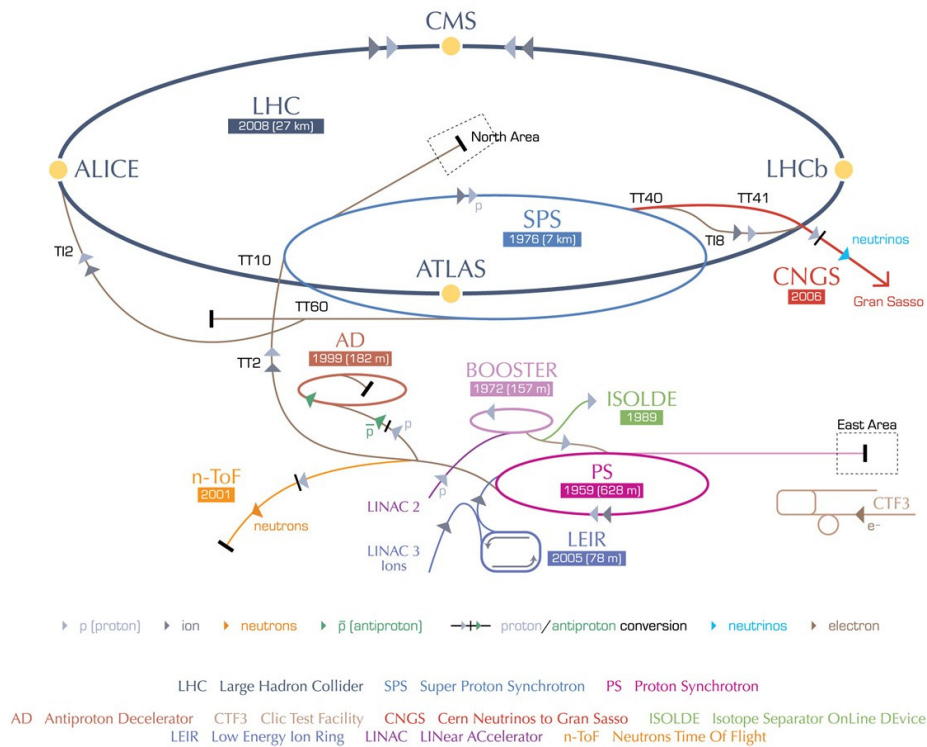 CMS
LHC
2008 (27 km)
North Area
ALICE
LHCb
TT40
TT41
SPS
1976 (7 km)
p
TI8
neutrinos
TI2
TT10
ATLAS
CNGS
2006
Gran Sasso
TT60
TT2
AD
1999 (182 m)
BOOSTER
1972 (157 m)
ISOLDE
1989
p̅
p
East Area
n-ToF
2001
LINAC 2
p
PS
1959 (628 m)
neutrons
CTF3
e-
LINAC 3
Ions
LEIR
2005 (78 m)
p (proton) ion neutrons p̅ (antiproton) proton/antiproton conversion neutrinos electron
LHC Large Hadron Collider SPS Super Proton Synchrotron PS Proton Synchrotron
AD Antiproton Decelerator CTF3 Clic Test Facility CNGS Cern Neutrinos to Gran Sasso ISOLDE Isotope Separator OnLine DEvice
LEIR Low Energy Ion Ring LINAC LINear ACcelerator n-ToF Neutrons Time Of Flight